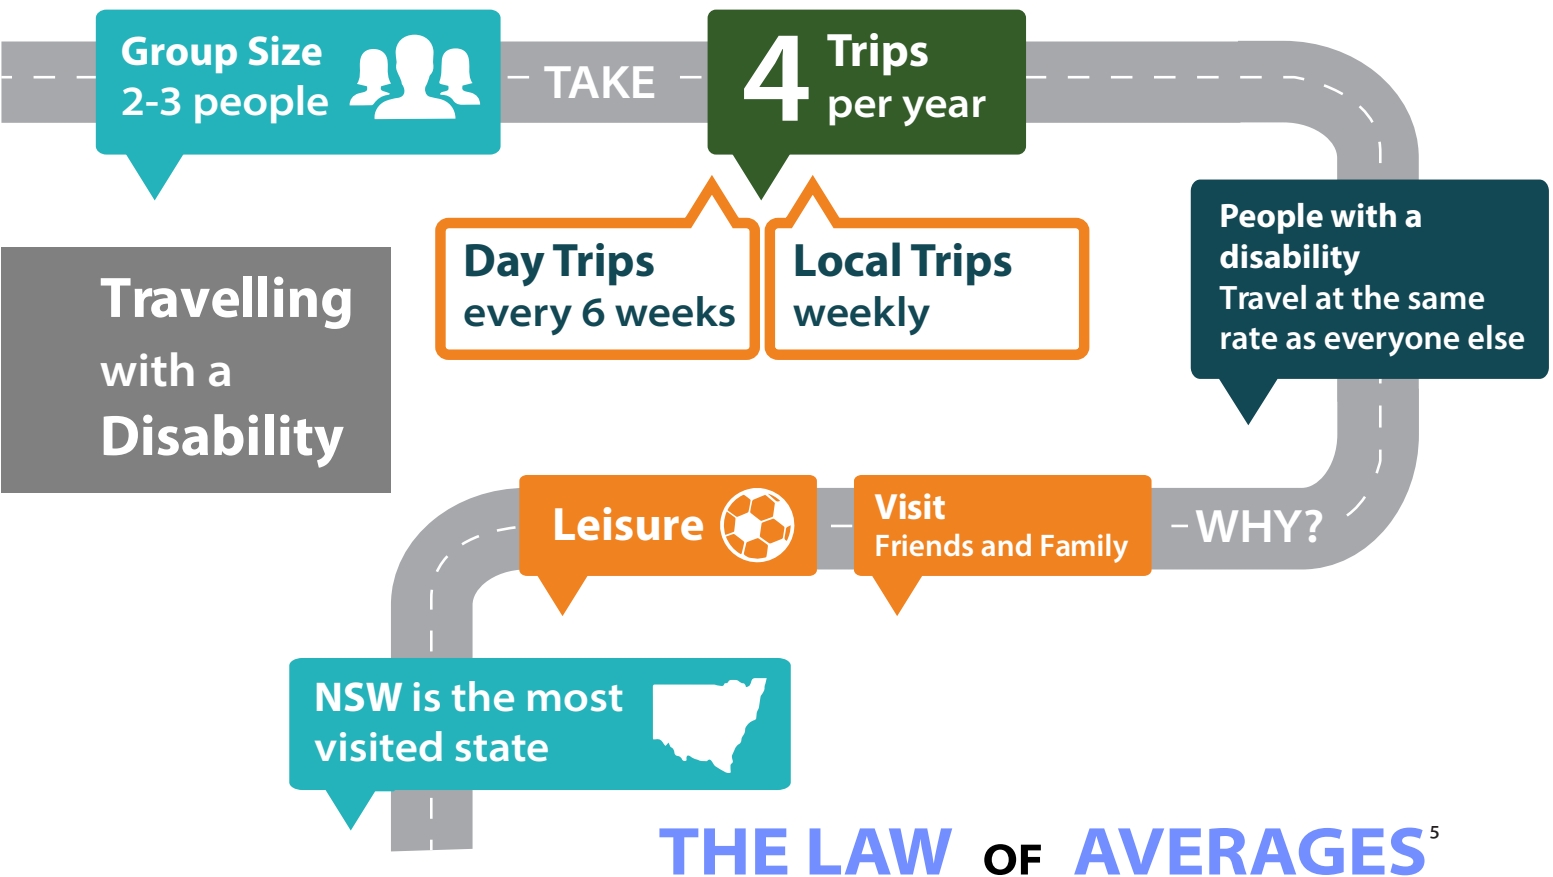 Group Size
2-3 people
TAKE
4
Trips
per year
Day Trips
every 6 weeks
Local Trips
weekly
People with a
disability
Travel at the same
rate as everyone else
Travelling
with a
Disability
WHY?
Visit
Friends and Family
Leisure
NSW is the most
visited state
THE LAW OF AVERAGES⁵